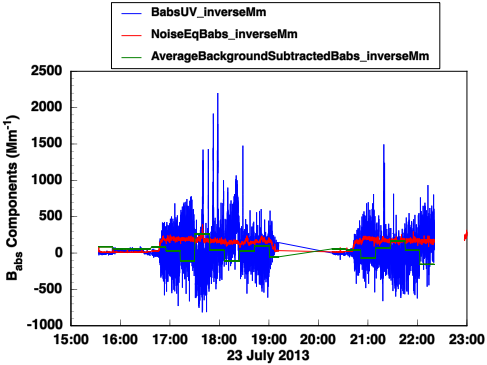 BabsUV_inverseMm
NoiseEqBabs_inverseMm
AverageBackgroundSubtractedBabs_inverseMm
2500
2000
1500
1000
500
0
-500
-1000
Babs Components (Mm-1)
15:00 16:00 17:00 18:00 19:00 20:00 21:00 22:00 23:00
23 July 2013